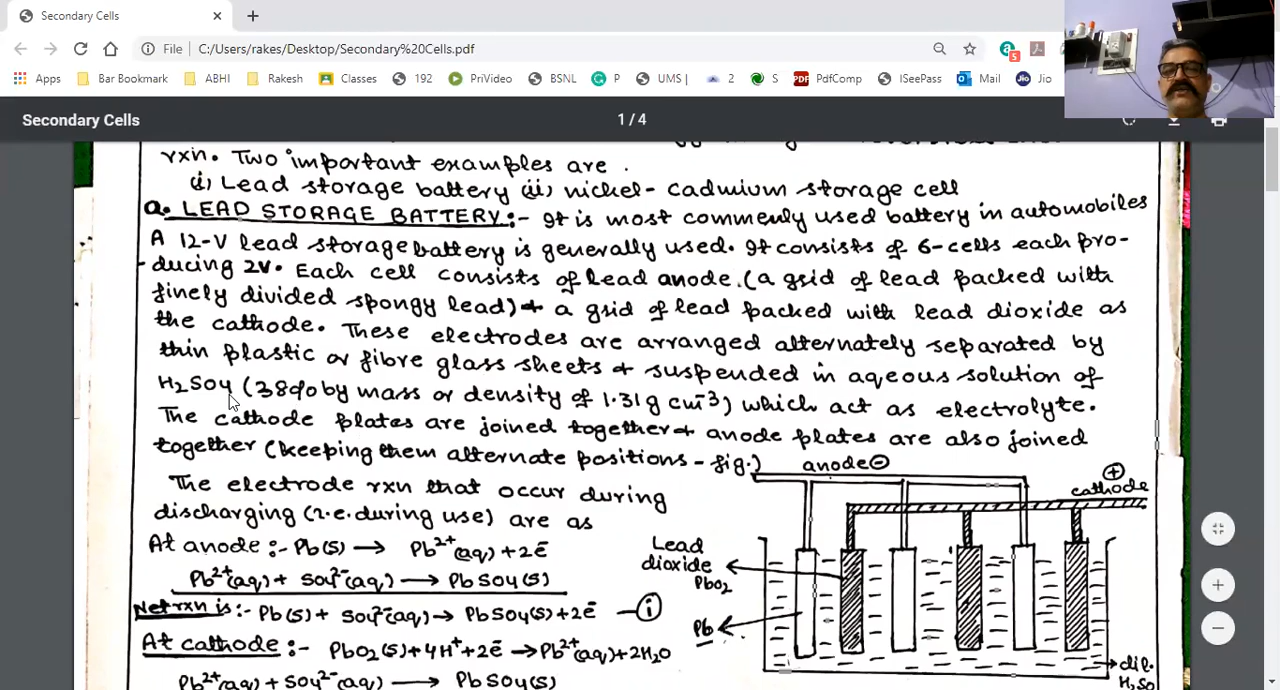 Secondary Cells
File | C:/Users/rakes/Desktop/Secondary%20Cells.pdf
Apps Bar Bookmark ABHI Rakesh Classes 192 PriVideo BSNL P UMS | 2 S PdfComp ISeePass Mail Jio
Secondary Cells 1 / 4
rxn. Two important examples are.
(i) Lead storage battery (ii) nickel-cadmium storage cell
a. LEAD STORAGE BATTERY:- It is most commenly used battery in automobiles
A 12-V lead storage battery is generally used. It consists of 6-cells each pro-
-ducing 2V. Each cell consists of Lead anode. (a grid of lead packed with
finely divided spongy lead) & a grid of lead packed with lead dioxide as
the cathode. These electrodes are arranged alternately separated by
thin plastic or fibre glass sheets & suspended in aqeous solution of
H₂SO₄ (38% by mass or density of 1.31g cm⁻³) which act as electrolyte.
The cathode plates are joined together & anode plates are also joined
together (keeping them alternate positions - fig.)
anode ⊖
⊕
cathode
The electrode rxn that occur during
discharging (i.e. during use) are as
At anode :- Pb(s) → Pb²⁺(aq) + 2e⁻
Pb²⁺(aq) + SO₄²⁻(aq) → PbSO₄(s)
Net rxn is :- Pb(s) + SO₄²⁻(aq) → PbSO₄(s) + 2e⁻ —(i)
At cathode :- PbO₂(s) + 4H⁺ + 2e⁻ → Pb²⁺(aq) + 2H₂O
Pb²⁺(aq) + SO₄²⁻(aq) → PbSO₄(s)
Lead
dioxide
PbO₂
Pb
dil.